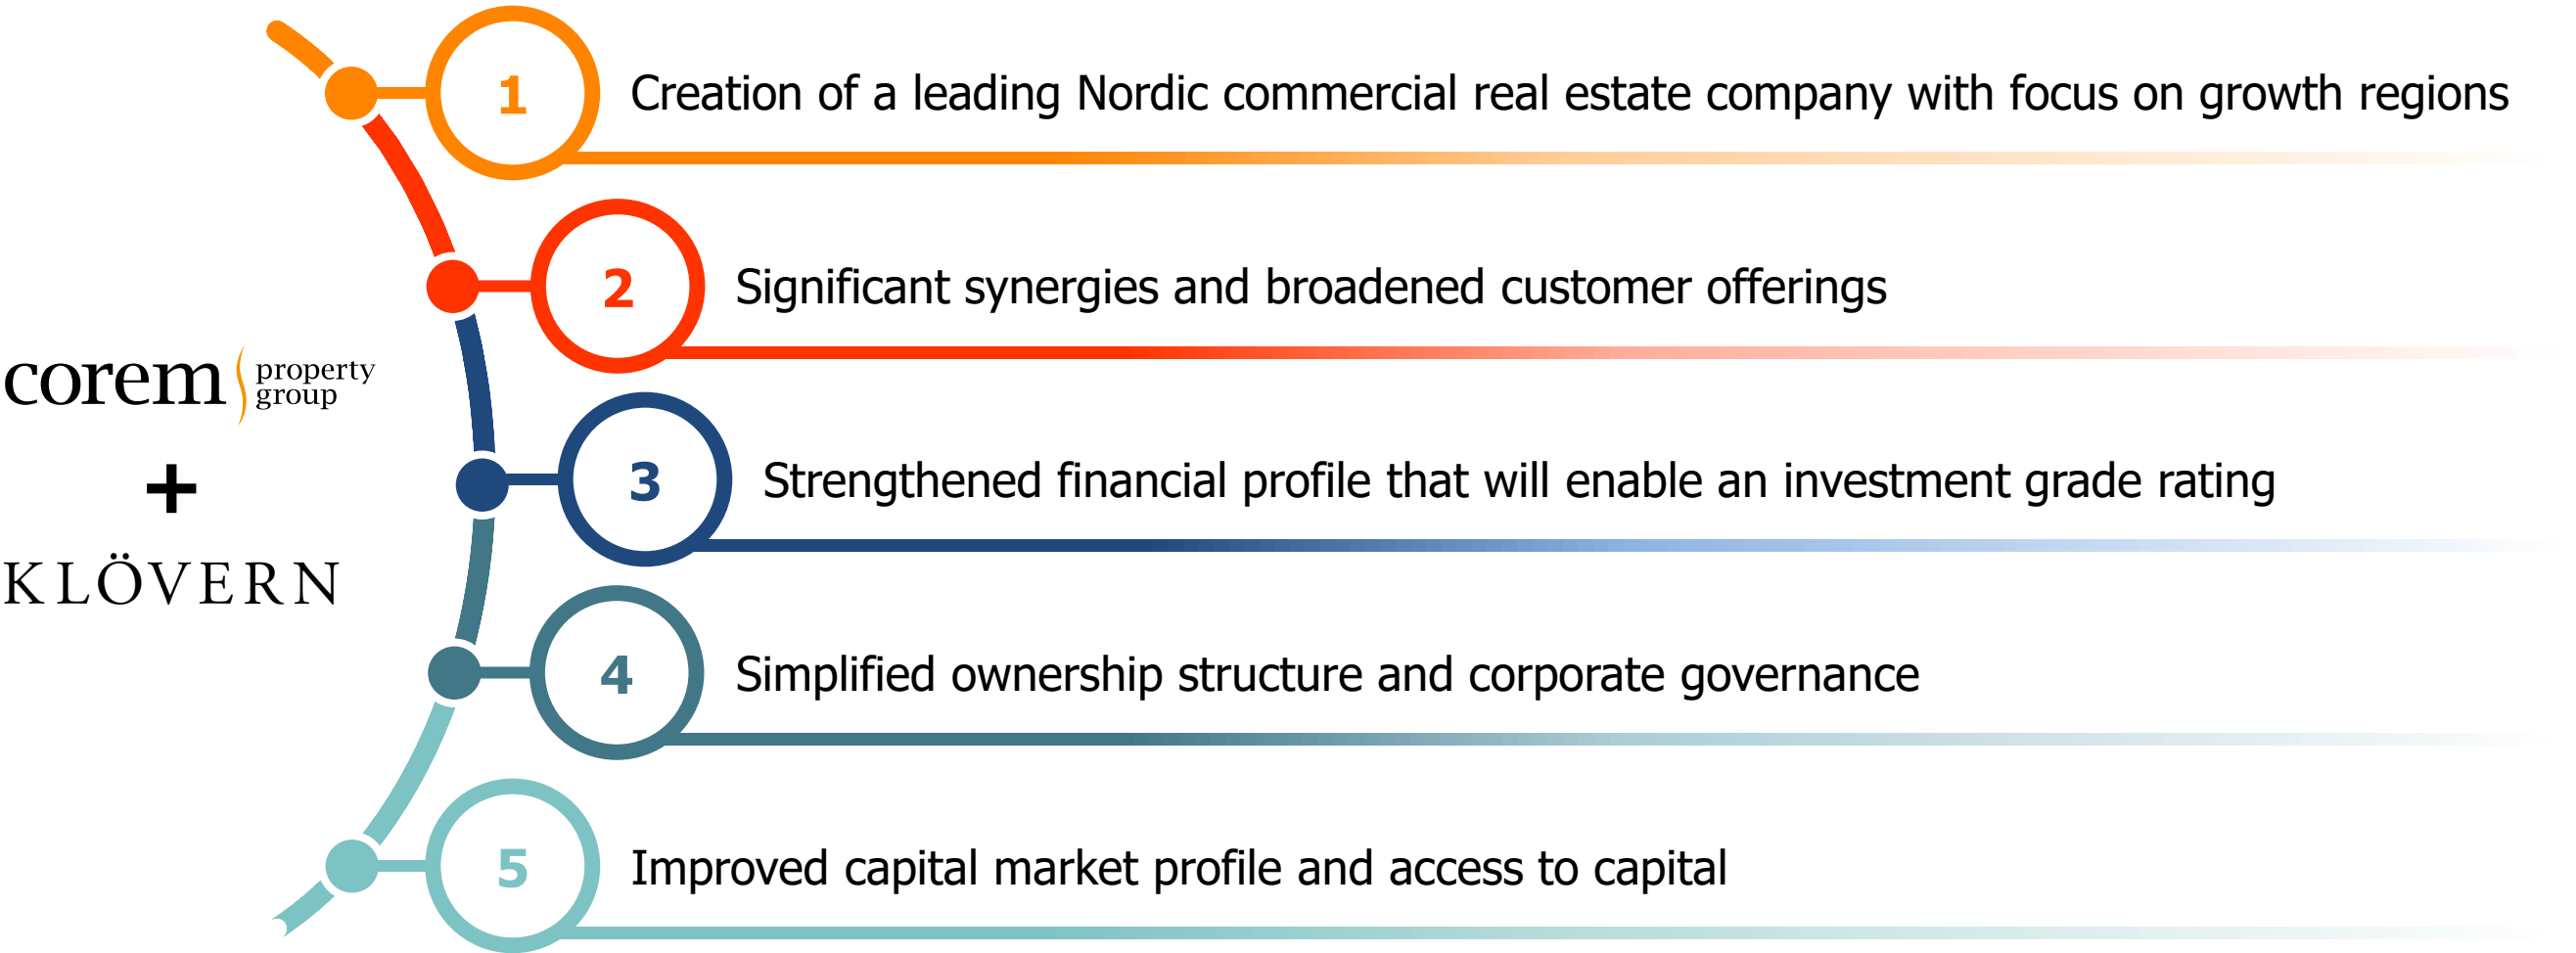 1 Creation of a leading Nordic commercial real estate company with focus on growth regions
2 Significant synergies and broadened customer offerings
corem property
group
+
KLÖVERN
3 Strengthened financial profile that will enable an investment grade rating
4 Simplified ownership structure and corporate governance
5 Improved capital market profile and access to capital